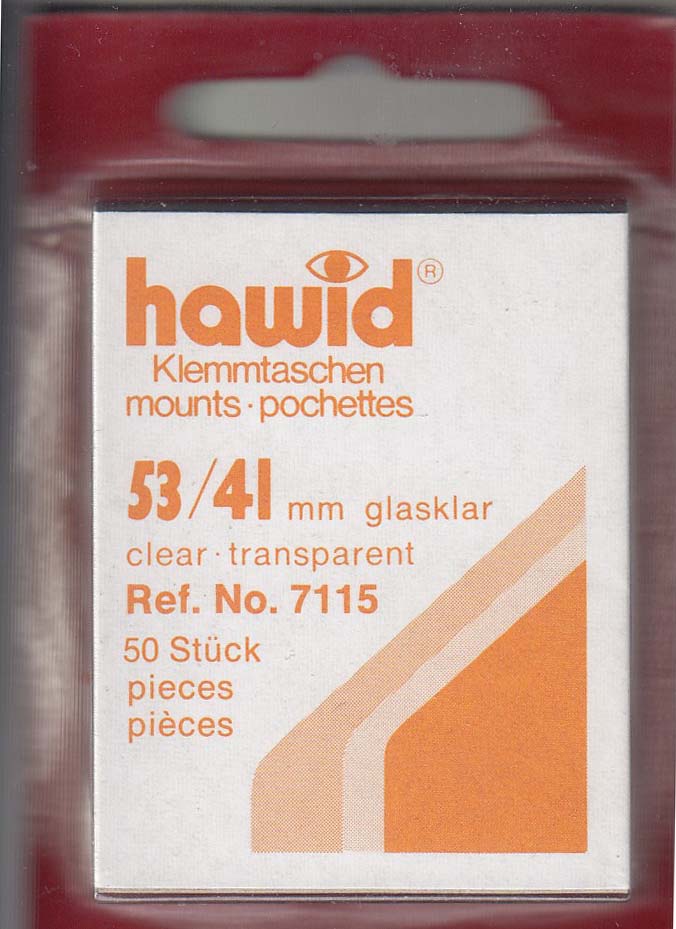 hawid®
Klemmtaschen
mounts · pochettes
53/41 mm glasklar
clear · transparent
Ref. No. 7115
50 Stück
pieces
pièces